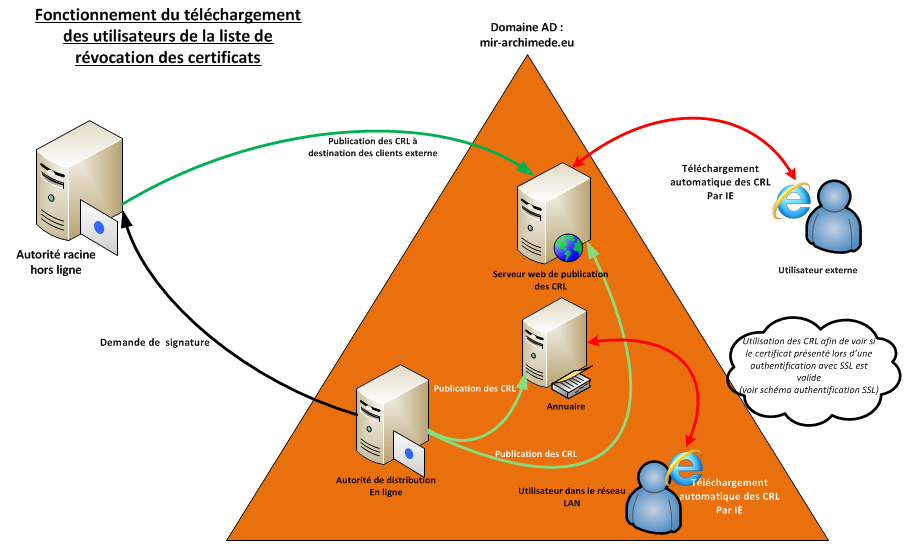 Fonctionnement du téléchargement
des utilisateurs de la liste de
révocation des certificats
Domaine AD :
mir-archimede.eu
Publication des CRL à
destination des clients externe
Téléchargement
automatique des CRL
Par IE
Autorité racine
hors ligne
Utilisateur externe
Serveur web de publication
des CRL
Demande de signature
Utilisation des CRL afin de voir si
le certificat présenté lors d'une
authentification avec SSL est
valide
(voir schéma authentification SSL)
Publication des CRL
Annuaire
Publication des CRL
Autorité de distribution
En ligne
Utilisateur dans le réseau
LAN
Téléchargement
automatique des CRL
Par IE